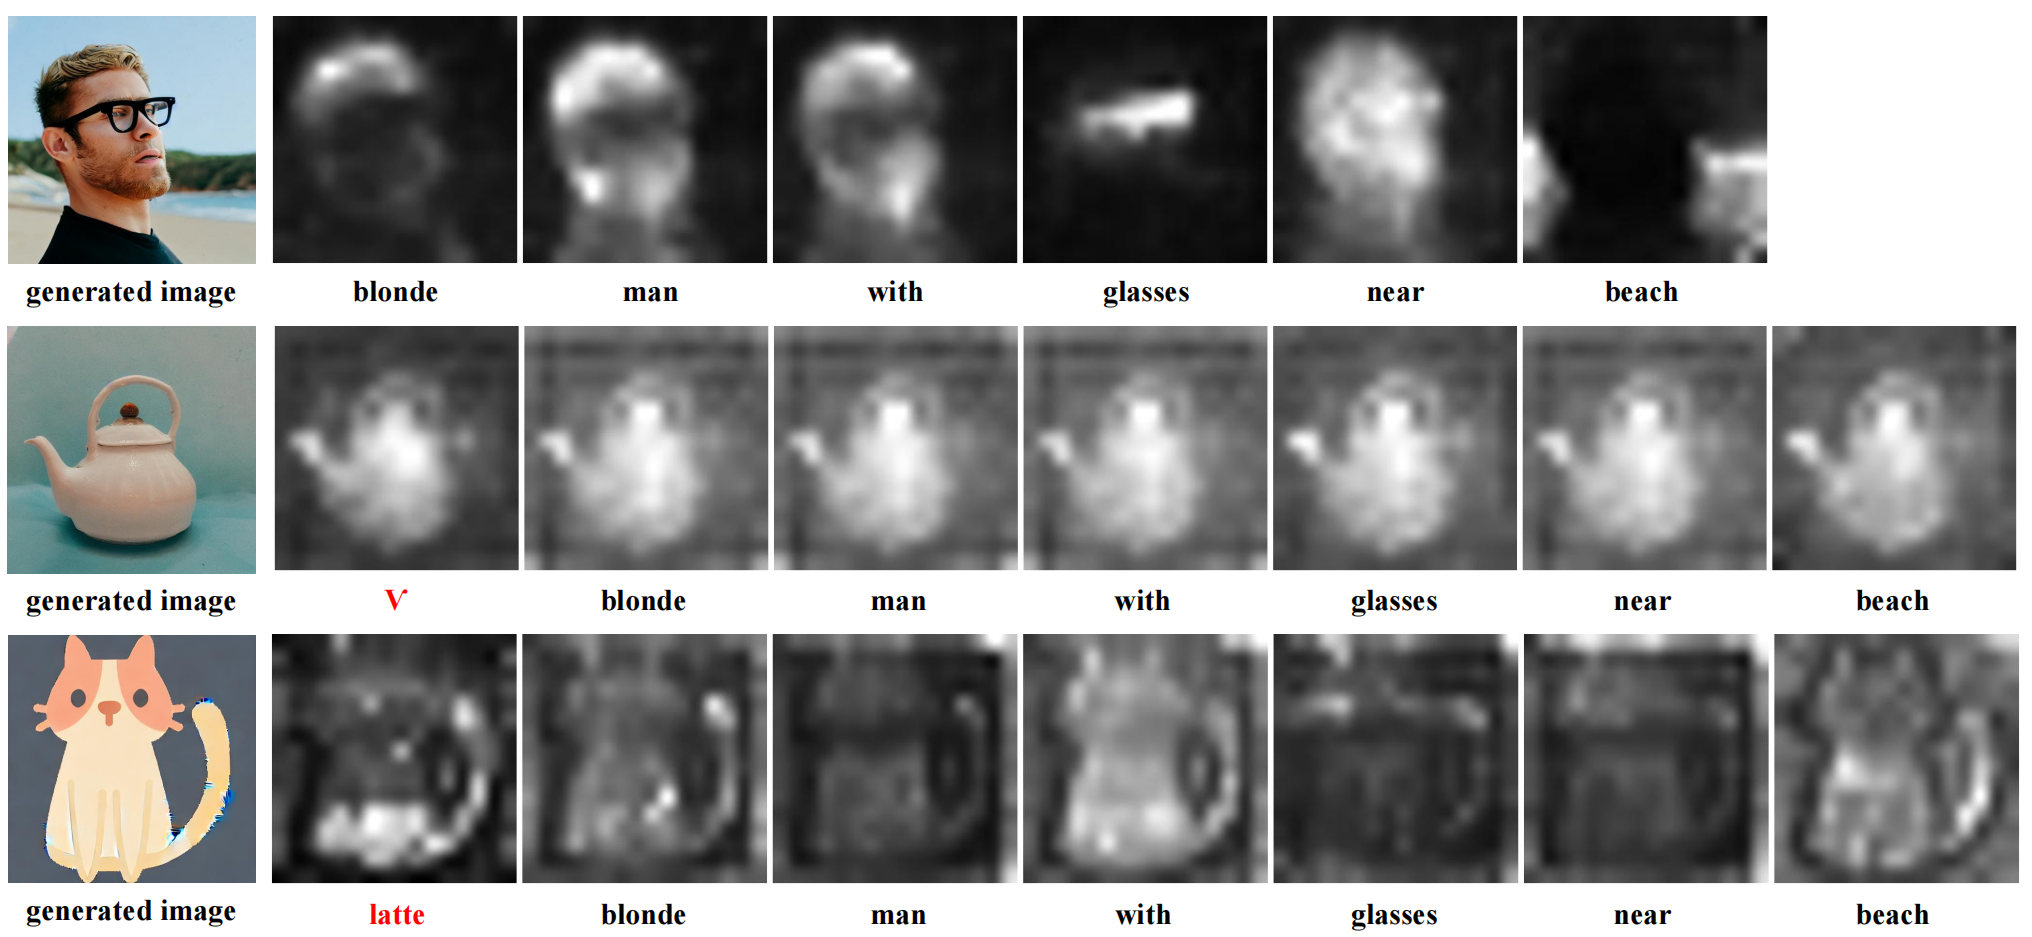 generated image blonde man with glasses near beach
generated image Ѵ blonde man with glasses near beach
generated image latte blonde man with glasses near beach